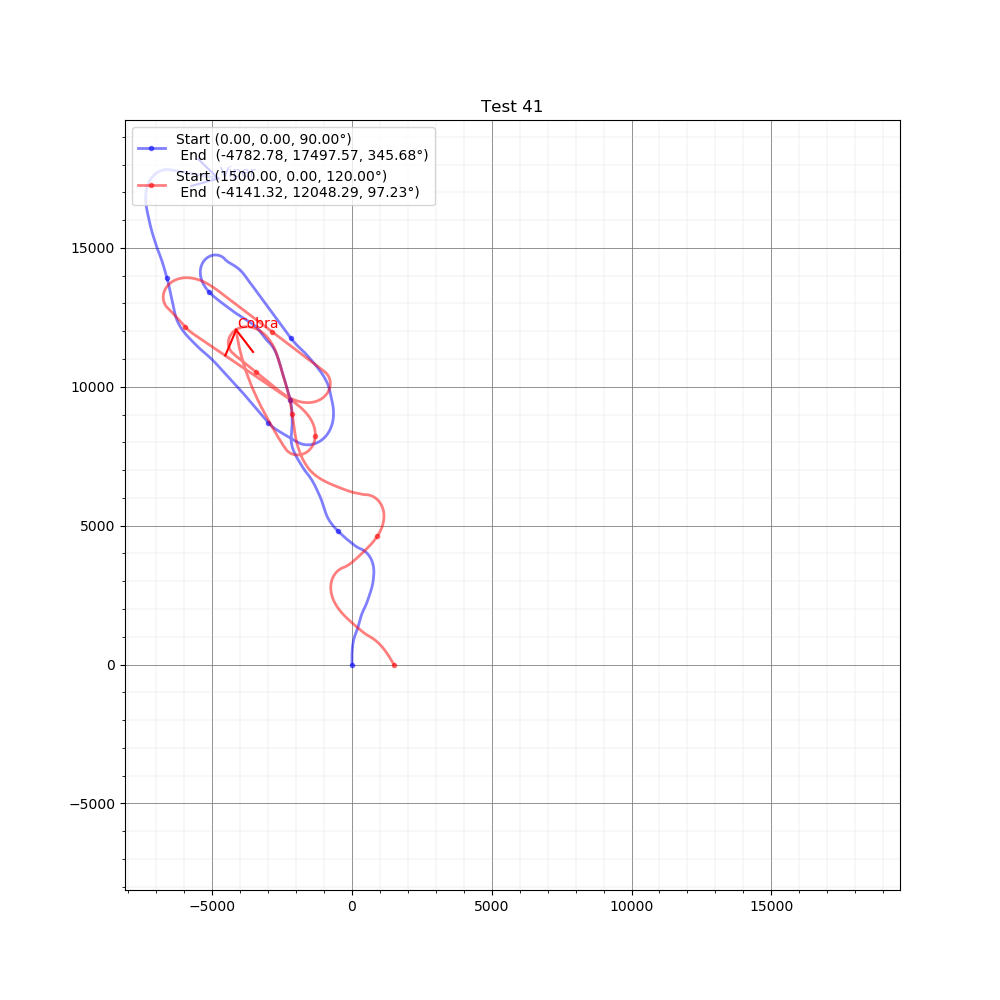 Test 41
Start (0.00, 0.00, 90.00°)
End (-4782.78, 17497.57, 345.68°)
Start (1500.00, 0.00, 120.00°)
End (-4141.32, 12048.29, 97.23°)
Cobra
15000
10000
5000
0
−5000
−5000
0
5000
10000
15000